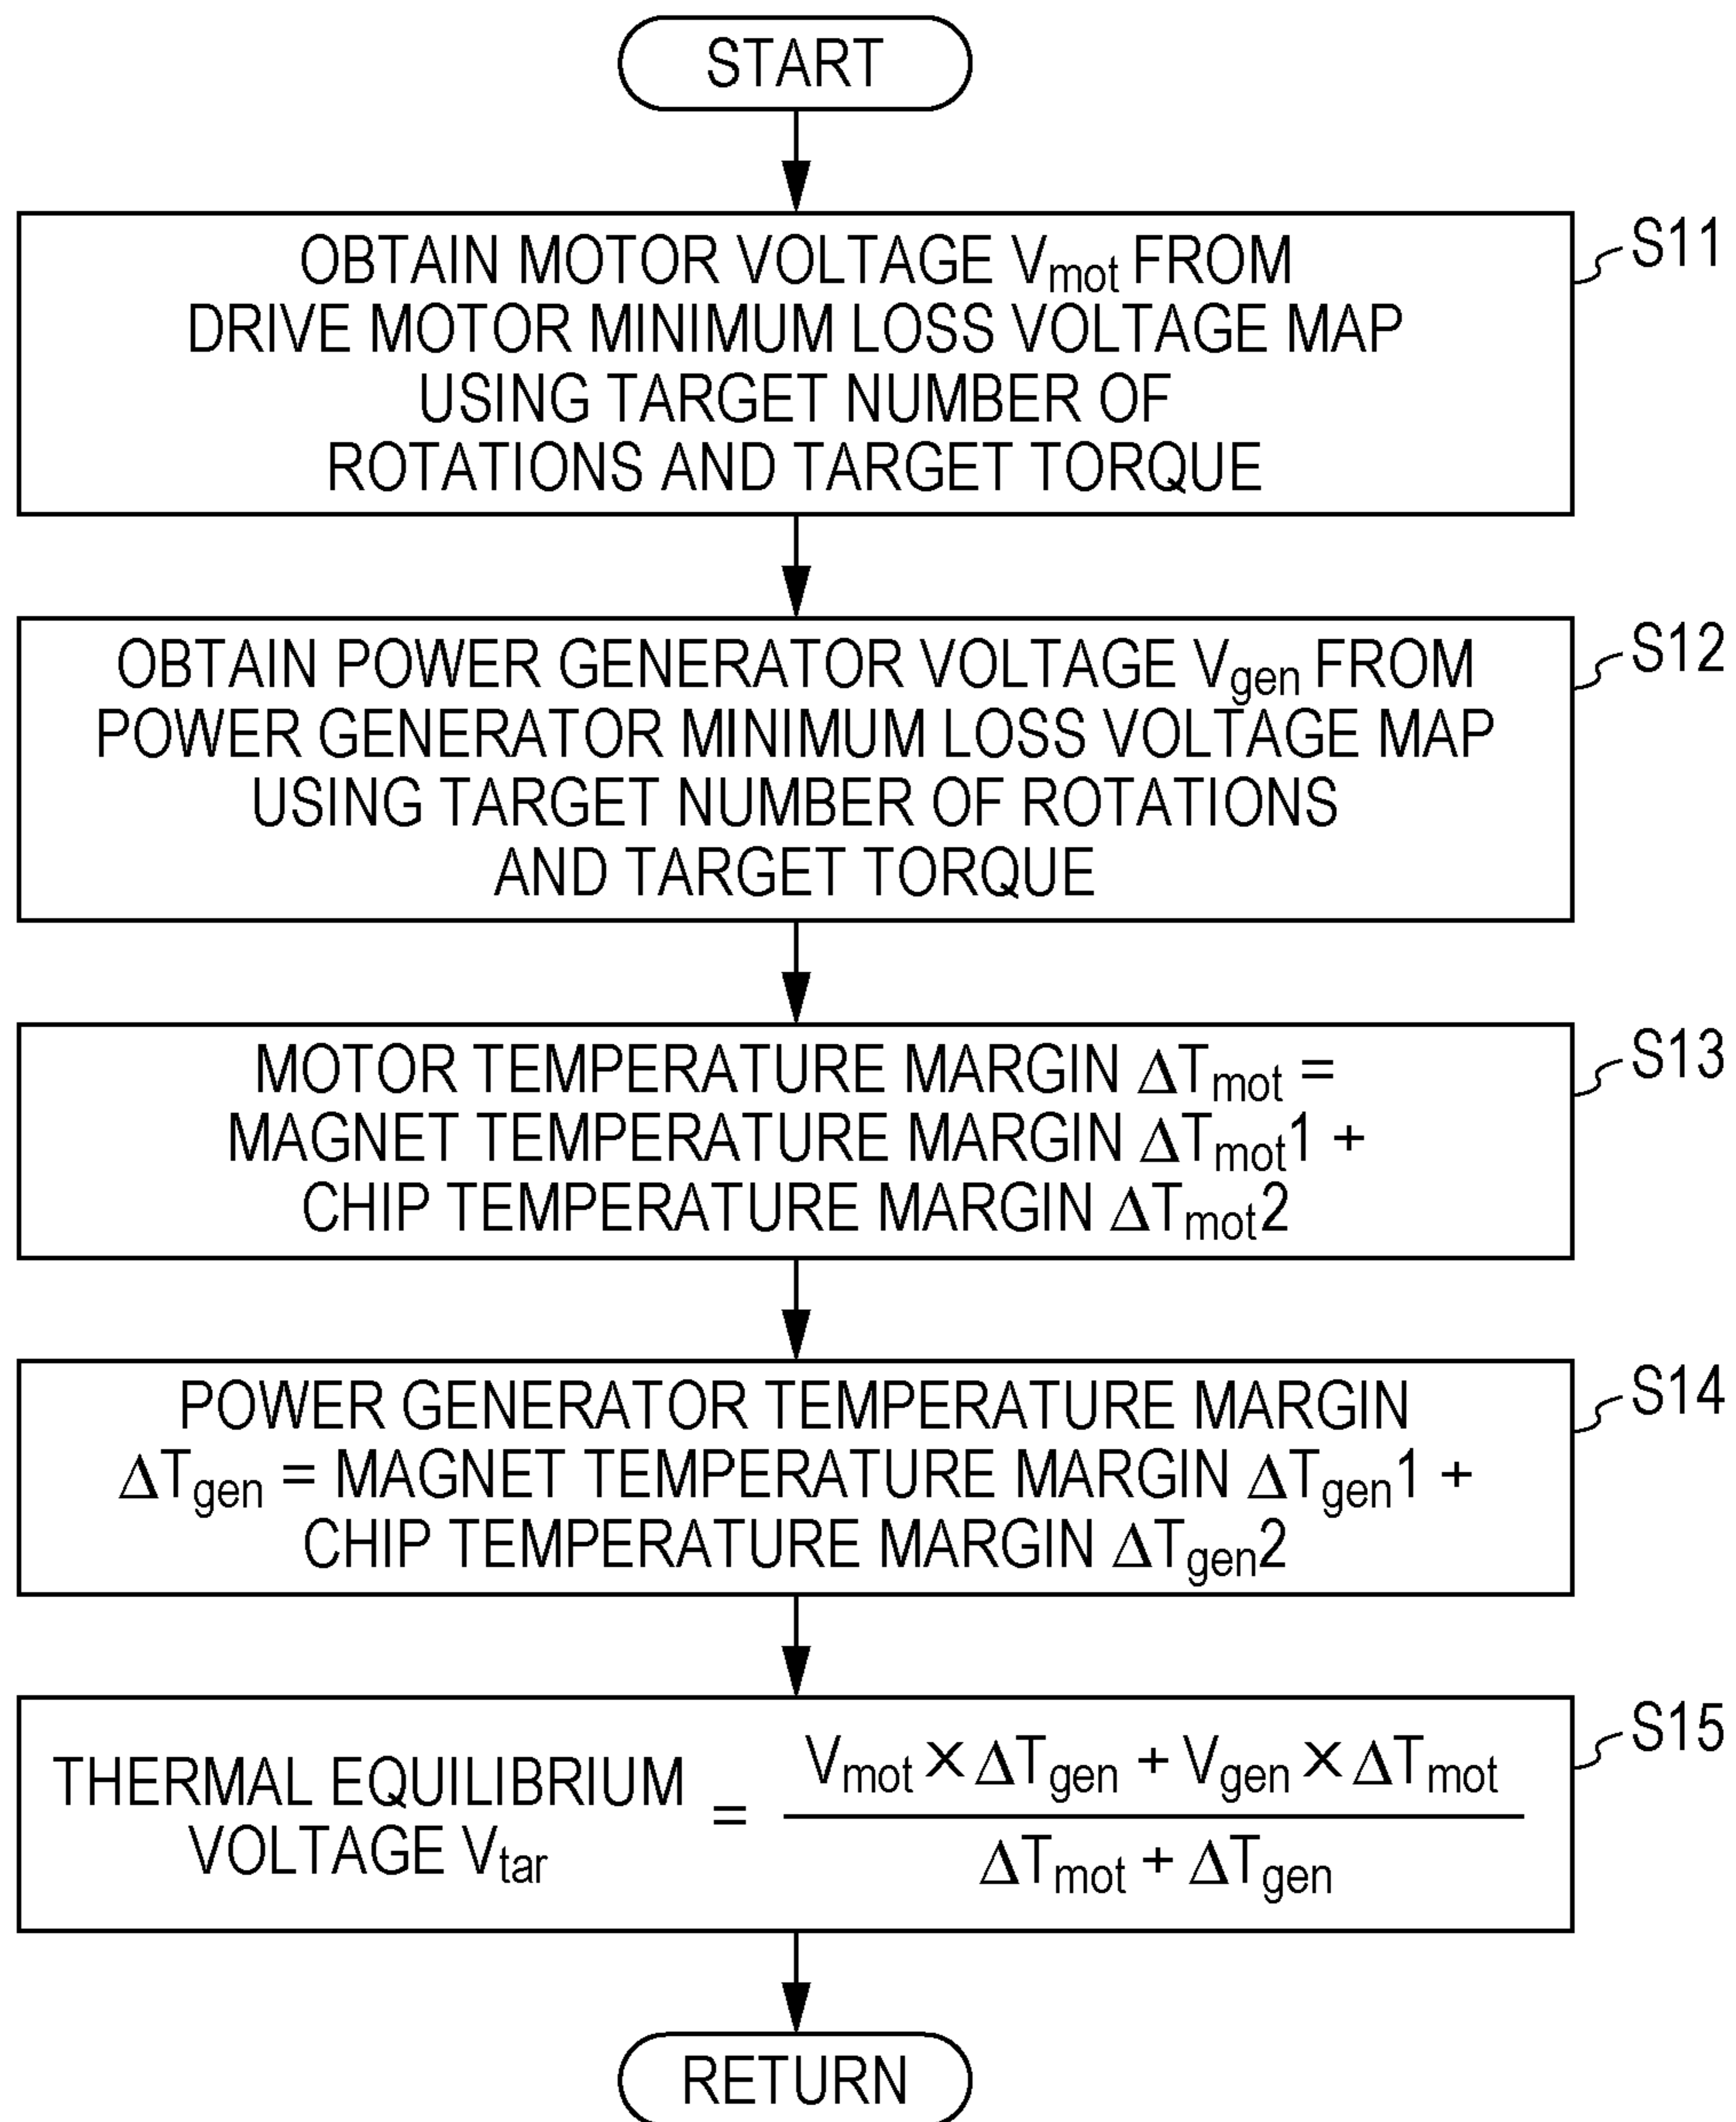 START
OBTAIN MOTOR VOLTAGE Vmot FROM
DRIVE MOTOR MINIMUM LOSS VOLTAGE MAP
USING TARGET NUMBER OF
ROTATIONS AND TARGET TORQUE
S11
OBTAIN POWER GENERATOR VOLTAGE Vgen FROM
POWER GENERATOR MINIMUM LOSS VOLTAGE MAP
USING TARGET NUMBER OF ROTATIONS
AND TARGET TORQUE
S12
MOTOR TEMPERATURE MARGIN ΔTmot =
MAGNET TEMPERATURE MARGIN ΔTmot1 +
CHIP TEMPERATURE MARGIN ΔTmot2
S13
POWER GENERATOR TEMPERATURE MARGIN
ΔTgen = MAGNET TEMPERATURE MARGIN ΔTgen1 +
CHIP TEMPERATURE MARGIN ΔTgen2
S14
THERMAL EQUILIBRIUM
VOLTAGE Vtar
=
Vmot × ΔTgen + Vgen × ΔTmot
ΔTmot + ΔTgen
S15
RETURN